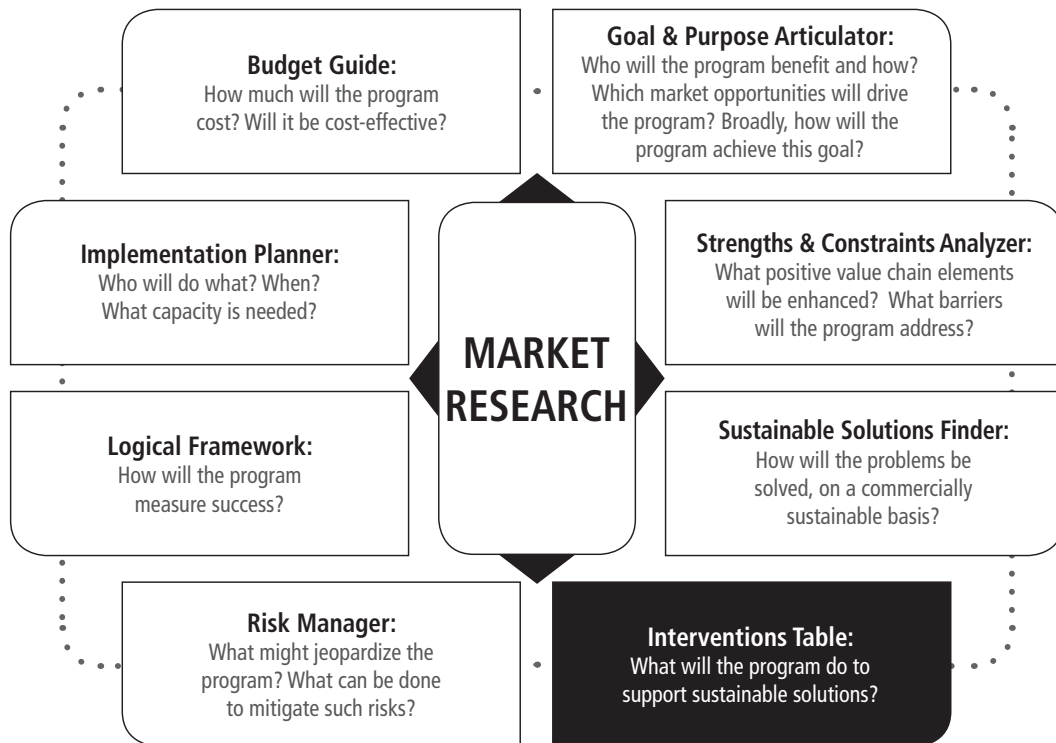 Budget Guide:
How much will the program
cost? Will it be cost-effective?
Goal & Purpose Articulator:
Who will the program benefit and how?
Which market opportunities will drive
the program? Broadly, how will the
program achieve this goal?
Implementation Planner:
Who will do what? When?
What capacity is needed?
MARKET
RESEARCH
Strengths & Constraints Analyzer:
What positive value chain elements
will be enhanced? What barriers
will the program address?
Logical Framework:
How will the program
measure success?
Sustainable Solutions Finder:
How will the problems be
solved, on a commercially
sustainable basis?
Risk Manager:
What might jeopardize the
program? What can be done
to mitigate such risks?
Interventions Table:
What will the program do to
support sustainable solutions?